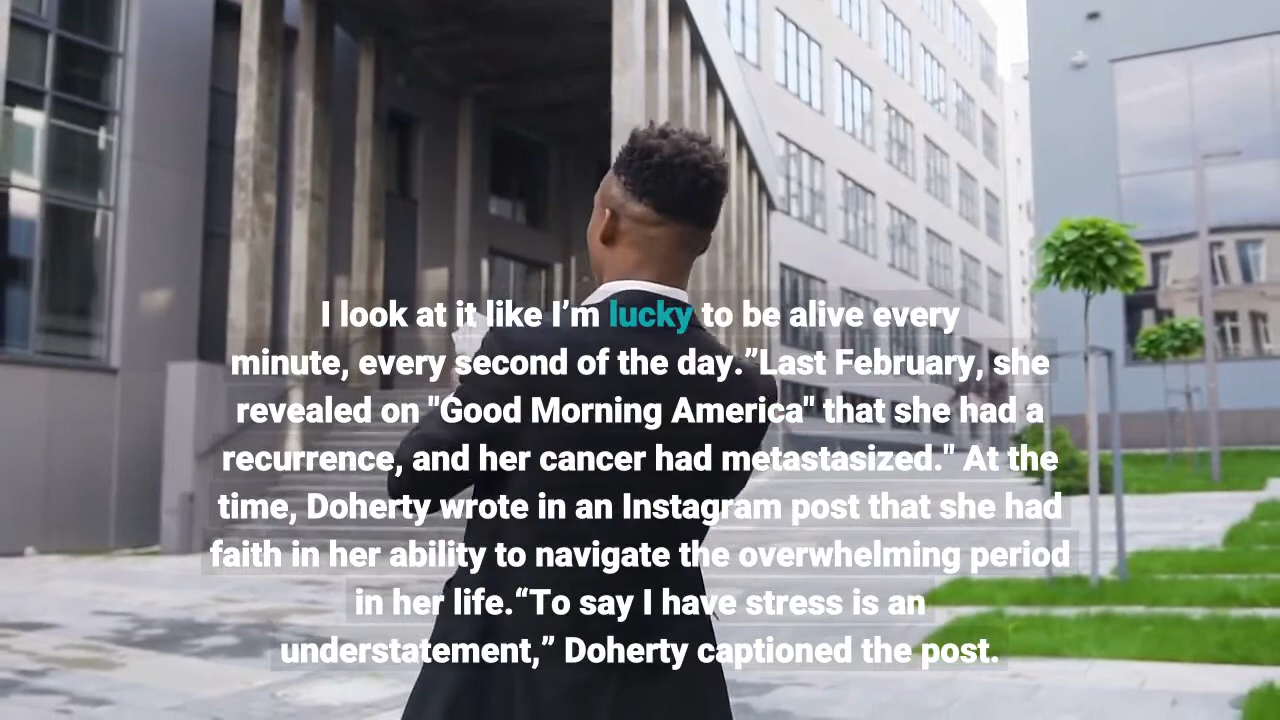 I look at it like I’m lucky to be alive every
minute, every second of the day.”Last February, she
revealed on "Good Morning America" that she had a
recurrence, and her cancer had metastasized." At the
time, Doherty wrote in an Instagram post that she had
faith in her ability to navigate the overwhelming period
in her life.“To say I have stress is an
understatement,” Doherty captioned the post.